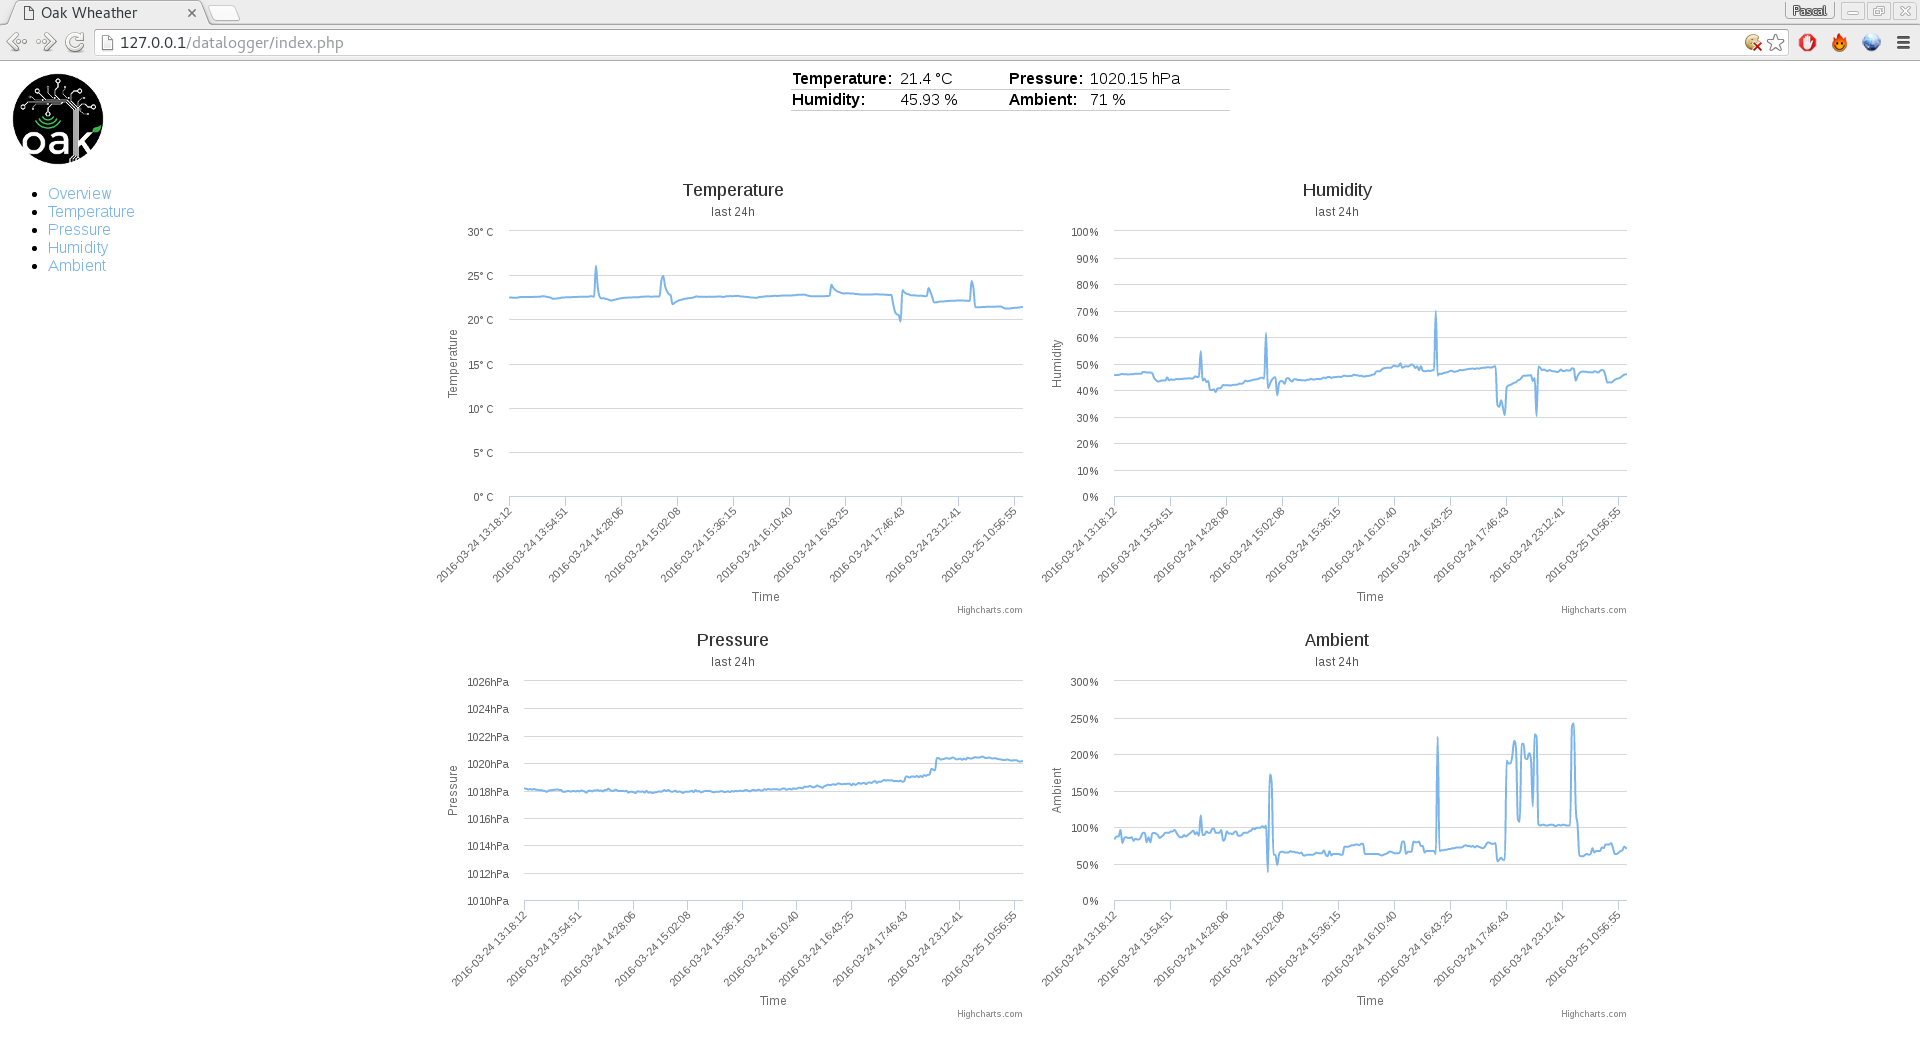 Oak Wheather
Pascal
127.0.0.1/datalogger/index.php
oak
Overview
Temperature
Pressure
Humidity
Ambient
Temperature: 21.4 °C Pressure: 1020.15 hPa
Humidity: 45.93 % Ambient: 71 %
Temperature
last 24h
30° C
25° C
20° C
15° C
10° C
5° C
0° C
Temperature
2016-03-24 13:18:12
2016-03-24 13:54:51
2016-03-24 14:28:06
2016-03-24 15:02:08
2016-03-24 15:36:15
2016-03-24 16:10:40
2016-03-24 16:43:25
2016-03-24 17:46:43
2016-03-24 23:12:41
2016-03-25 10:56:55
Time
Highcharts.com
Humidity
last 24h
100%
90%
80%
70%
60%
50%
40%
30%
20%
10%
0%
Humidity
2016-03-24 13:18:12
2016-03-24 13:54:51
2016-03-24 14:28:06
2016-03-24 15:02:08
2016-03-24 15:36:15
2016-03-24 16:10:40
2016-03-24 16:43:25
2016-03-24 17:46:43
2016-03-24 23:12:41
2016-03-25 10:56:55
Time
Highcharts.com
Pressure
last 24h
1026hPa
1024hPa
1022hPa
1020hPa
1018hPa
1016hPa
1014hPa
1012hPa
1010hPa
Pressure
2016-03-24 13:18:12
2016-03-24 13:54:51
2016-03-24 14:28:06
2016-03-24 15:02:08
2016-03-24 15:36:15
2016-03-24 16:10:40
2016-03-24 16:43:25
2016-03-24 17:46:43
2016-03-24 23:12:41
2016-03-25 10:56:55
Time
Highcharts.com
Ambient
last 24h
300%
250%
200%
150%
100%
50%
0%
Ambient
2016-03-24 13:18:12
2016-03-24 13:54:51
2016-03-24 14:28:06
2016-03-24 15:02:08
2016-03-24 15:36:15
2016-03-24 16:10:40
2016-03-24 16:43:25
2016-03-24 17:46:43
2016-03-24 23:12:41
2016-03-25 10:56:55
Time
Highcharts.com